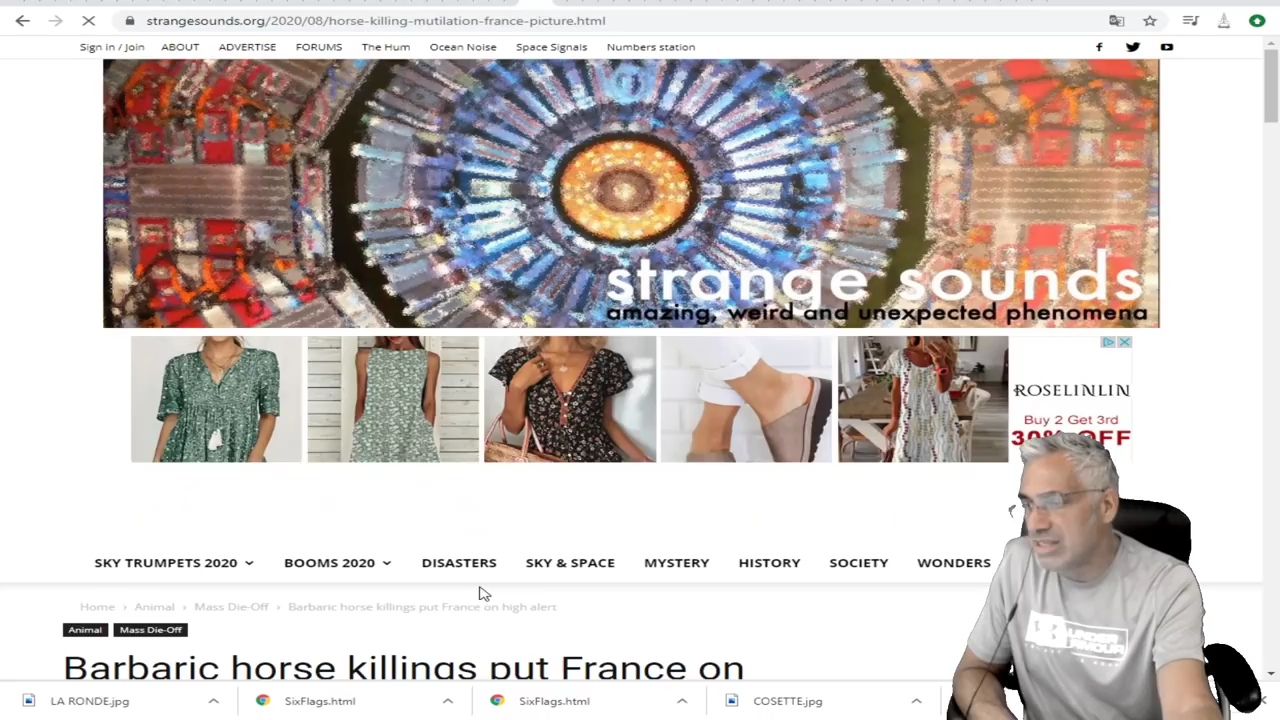 strangesounds.org/2020/08/horse-killing-mutilation-france-picture.html
Sign in / Join ABOUT ADVERTISE FORUMS The Hum Ocean Noise Space Signals Numbers station
strange sounds
amazing, weird and unexpected phenomena
ROSELINLIN
Buy 2 Get 3rd
30% OFF
SKY TRUMPETS 2020 BOOMS 2020 DISASTERS SKY & SPACE MYSTERY HISTORY SOCIETY WONDERS
Home › Animal › Mass Die-Off › Barbaric horse killings put France on high alert
Animal Mass Die-Off
Barbaric horse killings put France on
UNDER
ARMOUR
LA RONDE.jpg SixFlags.html SixFlags.html COSETTE.jpg